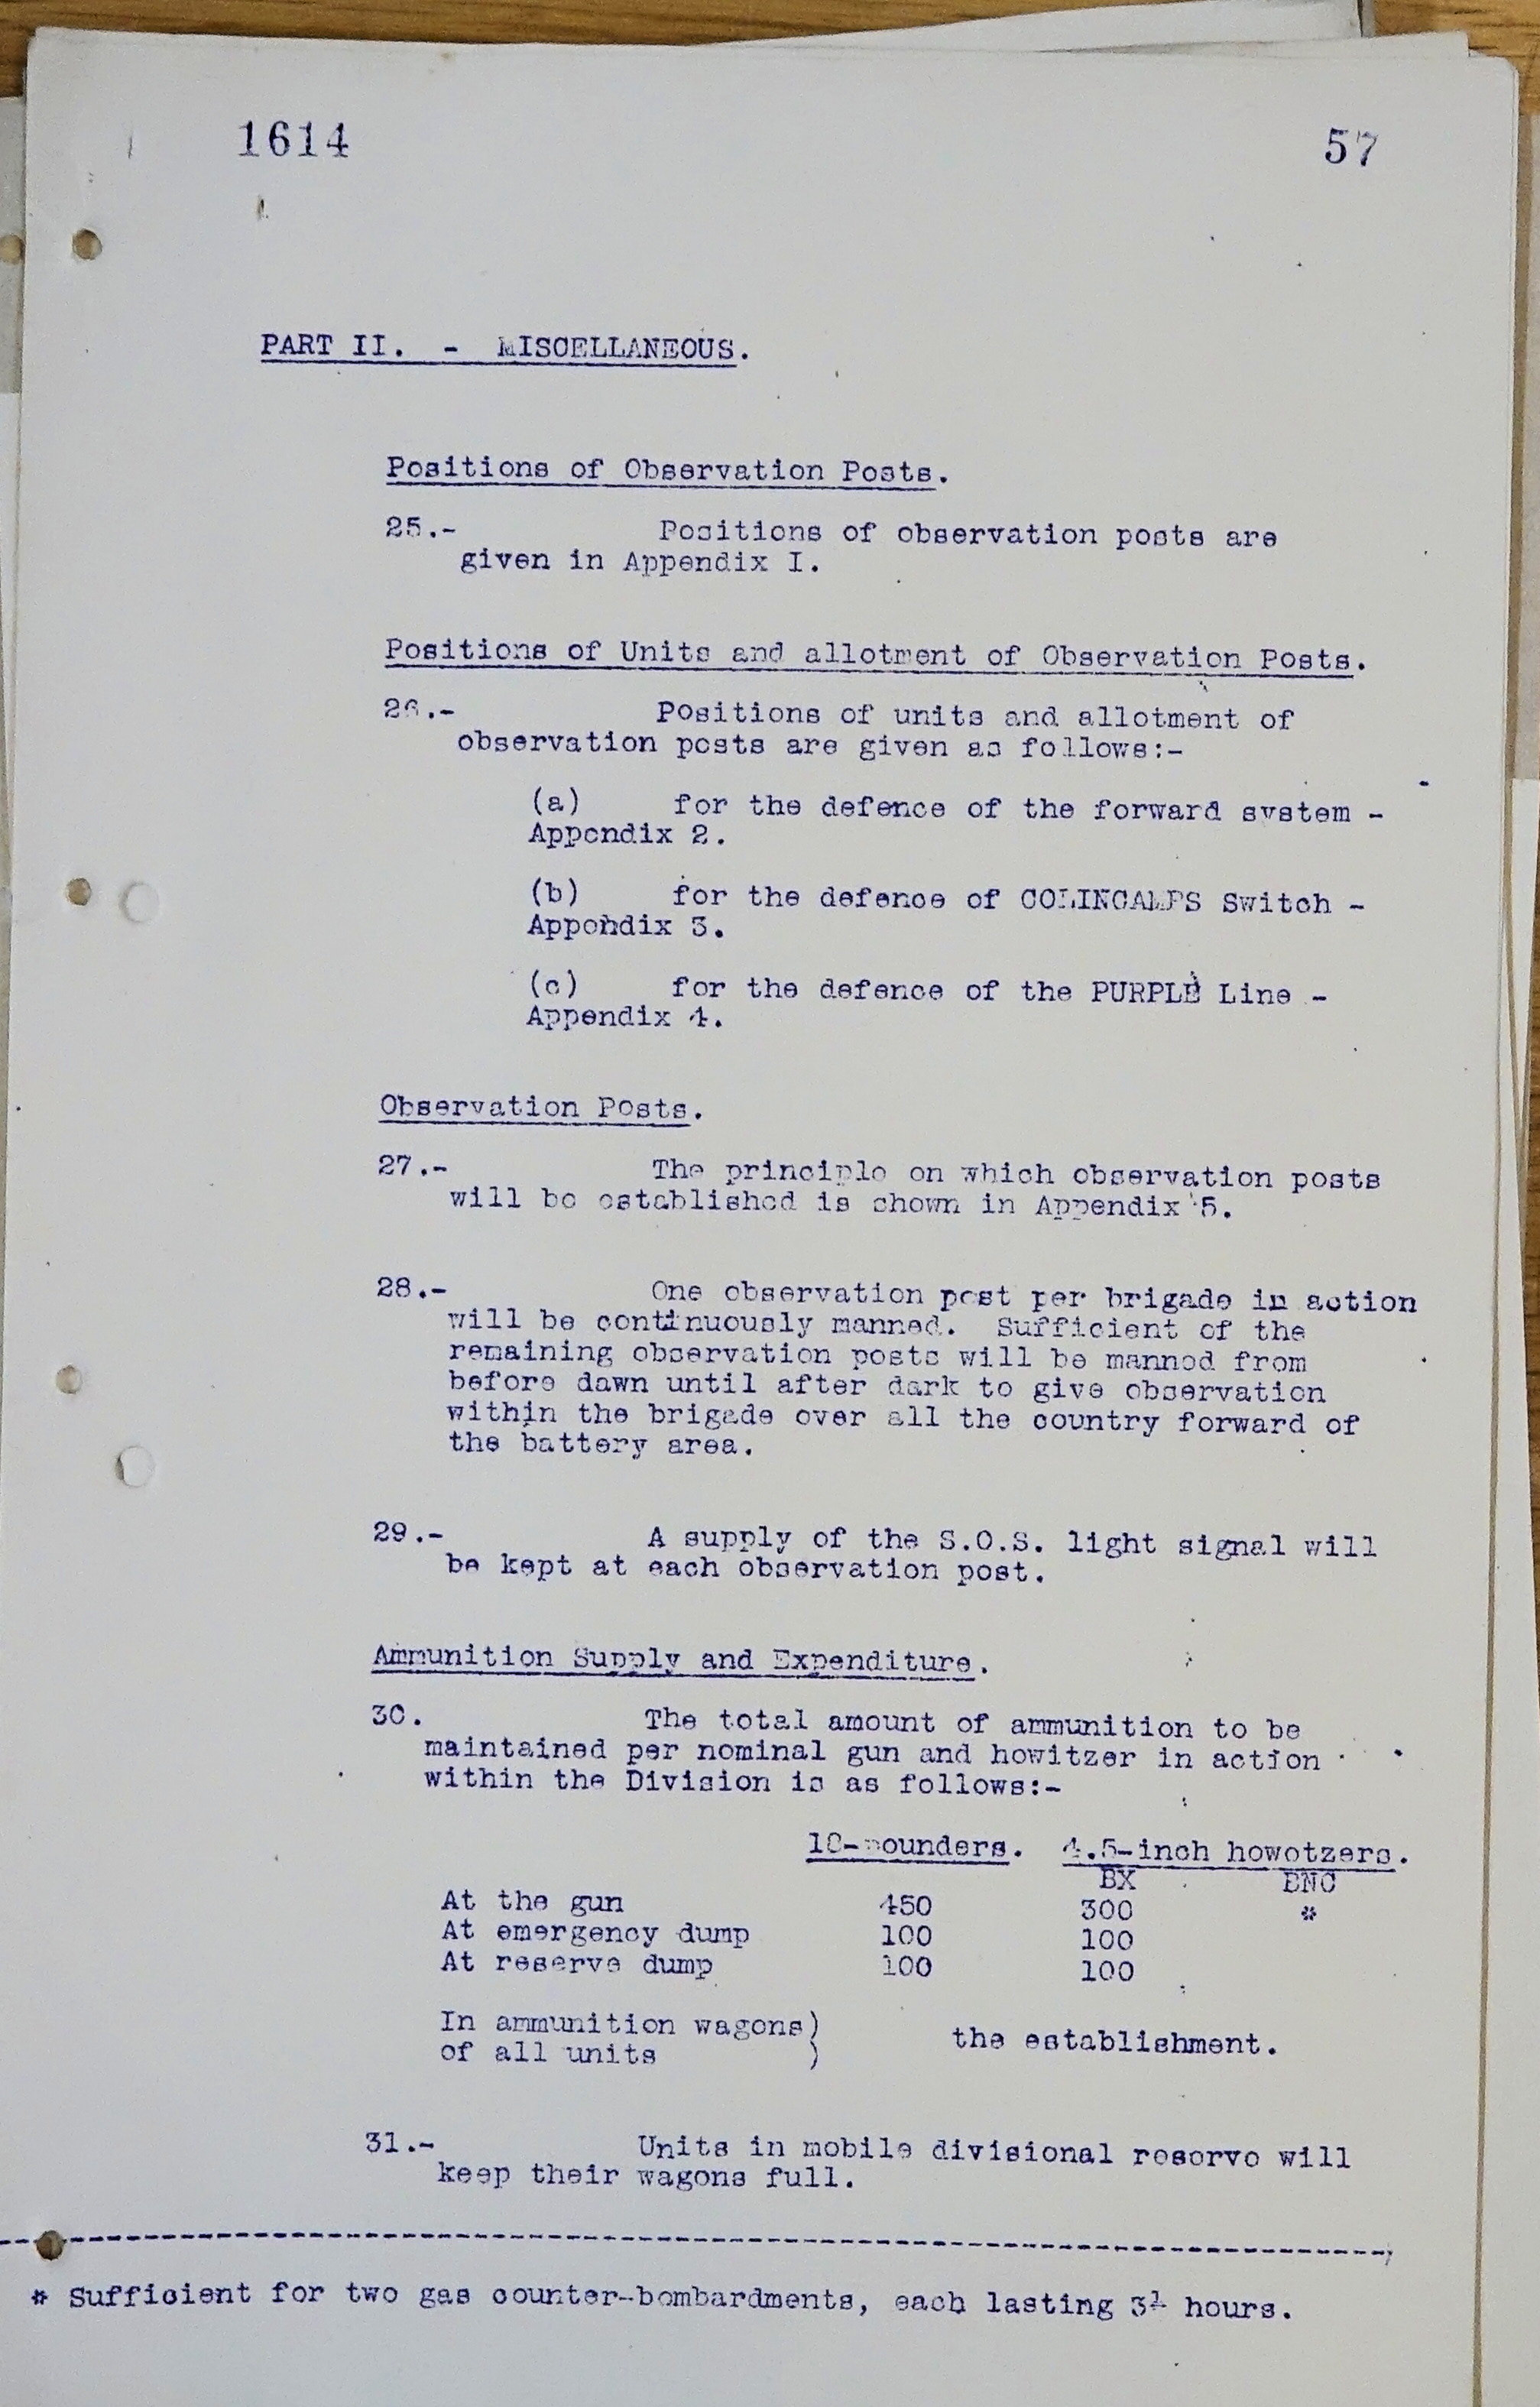 1614 57
PART II. - MISCELLANEOUS.
Positions of Observation Posts.
25.- Positions of observation posts are
given in Appendix I.
Positions of Units and allotment of Observation Posts.
26.- Positions of units and allotment of
observation posts are given as follows:-
(a) for the defence of the forward system -
Appendix 2.
(b) for the defence of COLINCAMPS Switch -
Appendix 3.
(c) for the defence of the PURPLE Line -
Appendix 4.
Observation Posts.
27.- The principle on which observation posts
will be established is shown in Appendix 5.
28.- One observation post per brigade in action
will be continuously manned. Sufficient of the
remaining observation posts will be manned from
before dawn until after dark to give observation
within the brigade over all the country forward of
the battery area.
29.- A supply of the S.O.S. light signal will
be kept at each observation post.
Ammunition Supply and Expenditure.
30. The total amount of ammunition to be
maintained per nominal gun and howitzer in action
within the Division is as follows:-
18-pounders. 4.5-inch howotzers.
BX BNC
At the gun 450 300 *
At emergency dump 100 100
At reserve dump 100 100
In ammunition wagons)
of all units ) the establishment.
31.- Units in mobile divisional reserve will
keep their wagons full.
* Sufficient for two gas counter-bombardments, each lasting hours.